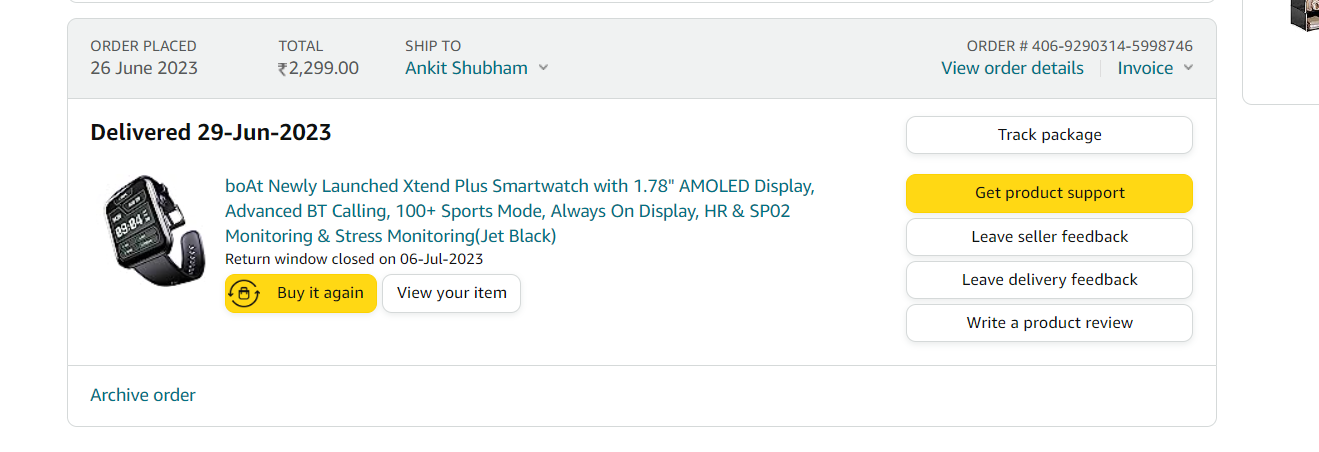 ORDER PLACED
26 June 2023
TOTAL
₹2,299.00
SHIP TO
Ankit Shubham
ORDER # 406-9290314-5998746
View order details
Invoice
Delivered 29-Jun-2023
boAt Newly Launched Xtend Plus Smartwatch with 1.78" AMOLED Display,
Advanced BT Calling, 100+ Sports Mode, Always On Display, HR & SP02
Monitoring & Stress Monitoring(Jet Black)
Return window closed on 06-Jul-2023
Buy it again
View your item
Track package
Get product support
Leave seller feedback
Leave delivery feedback
Write a product review
Archive order